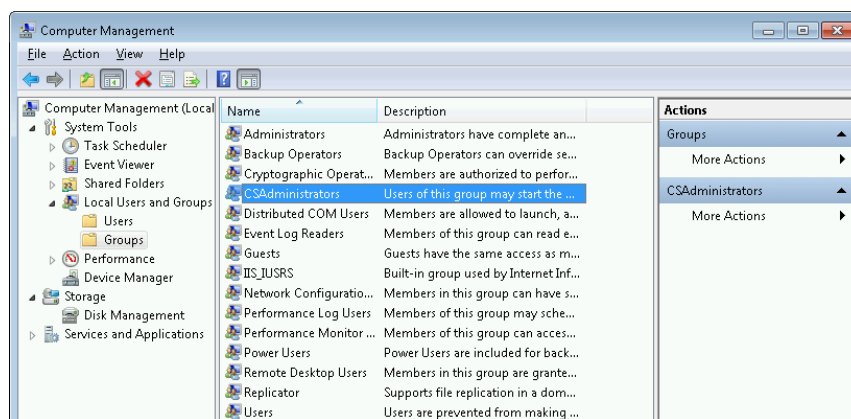 Computer Management
File Action View Help
Computer Management (Local
System Tools
Task Scheduler
Event Viewer
Shared Folders
Local Users and Groups
Users
Groups
Performance
Device Manager
Storage
Disk Management
Services and Applications
Name Description
Administrators Administrators have complete an...
Backup Operators Backup Operators can override se...
Cryptographic Operat... Members are authorized to perfor...
CSAdministrators Users of this group may start the ...
Distributed COM Users Members are allowed to launch, a...
Event Log Readers Members of this group can read e...
Guests Guests have the same access as m...
IIS_IUSRS Built-in group used by Internet Inf...
Network Configuratio... Members in this group can have s...
Performance Log Users Members of this group may sche...
Performance Monitor ... Members of this group can acces...
Power Users Power Users are included for back...
Remote Desktop Users Members in this group are grante...
Replicator Supports file replication in a dom...
Users Users are prevented from making ...
Actions
Groups
More Actions
CSAdministrators
More Actions